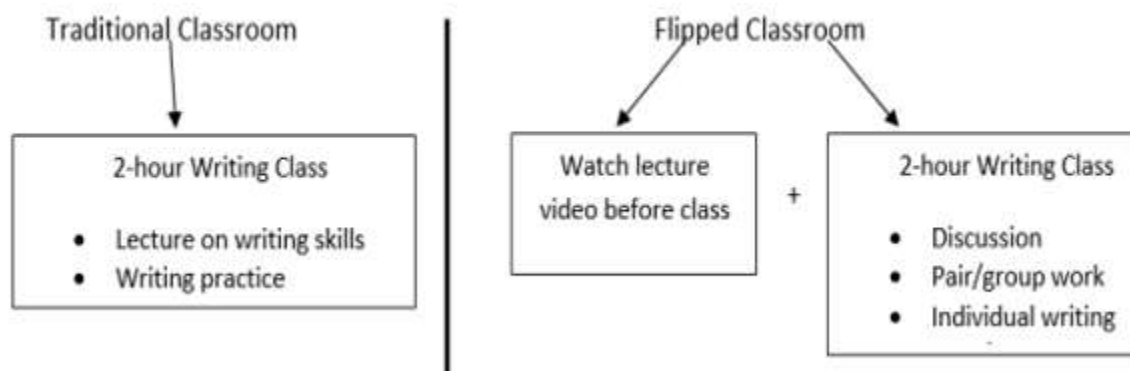 Traditional Classroom
2-hour Writing Class
• Lecture on writing skills
• Writing practice
Flipped Classroom
Watch lecture
video before class
+
2-hour Writing Class
• Discussion
• Pair/group work
• Individual writing